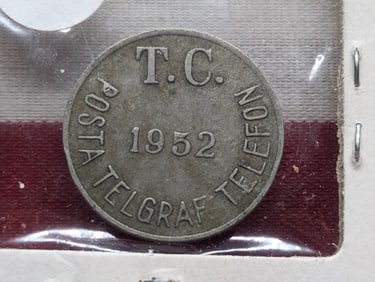 T.C.
1952
POSTA TELGRAF TELEFON